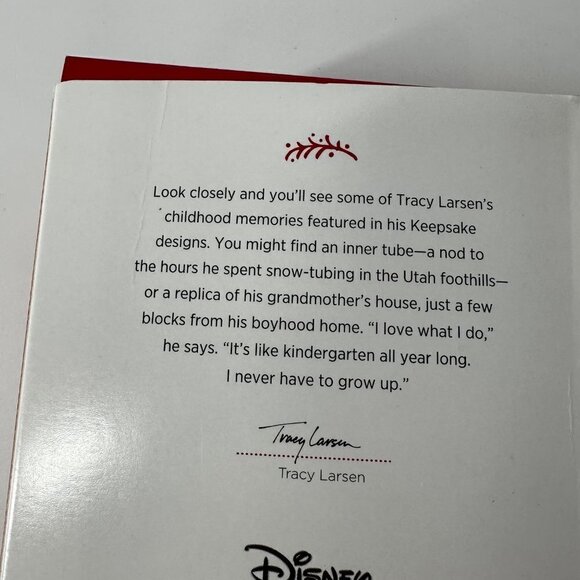 Look closely and you'll see some of Tracy Larsen's
childhood memories featured in his Keepsake
designs. You might find an inner tube—a nod to
the hours he spent snow-tubing in the Utah foothills—
or a replica of his grandmother's house, just a few
blocks from his boyhood home. "I love what I do,"
he says. "It's like kindergarten all year long.
I never have to grow up."
Tracy Larsen
Tracy Larsen
Disney